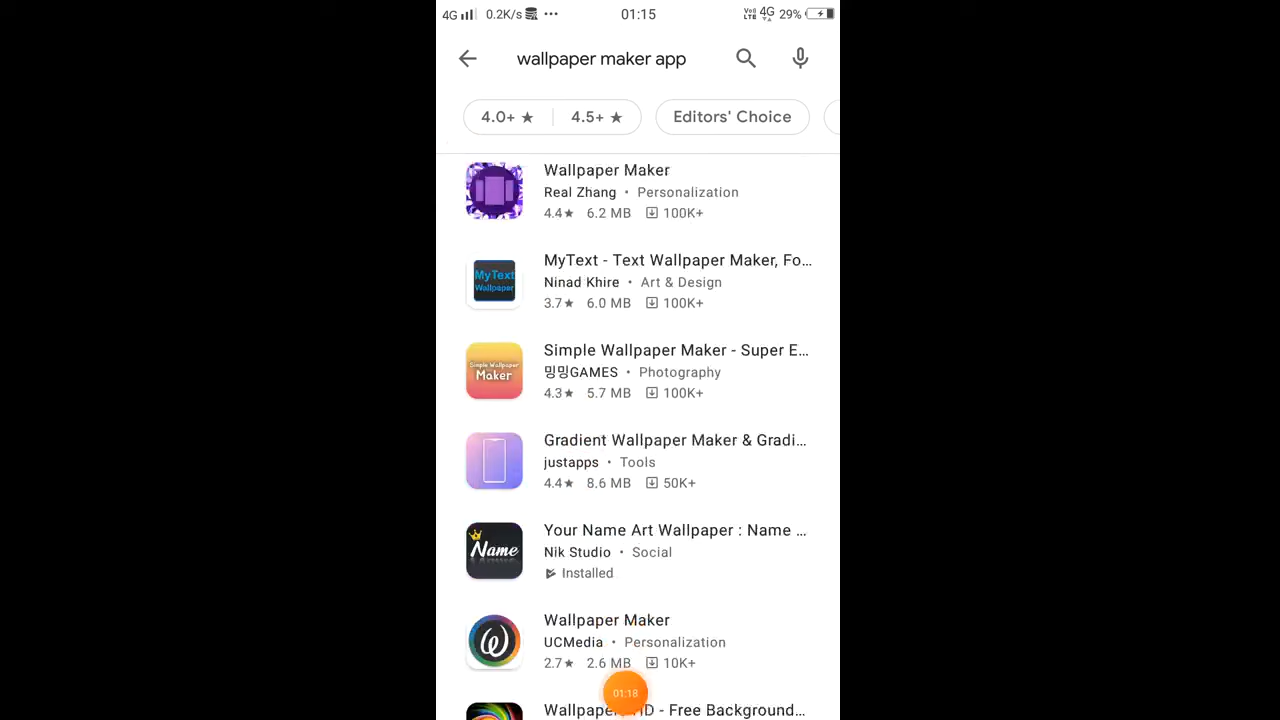 4G 0.2K/s ••• 01:15 VoD LTE 4G 29%
wallpaper maker app
4.0+ ★ 4.5+ ★ Editors' Choice
Wallpaper Maker
Real Zhang • Personalization
4.4★ 6.2 MB 100K+
MyText
Wallpaper
MyText - Text Wallpaper Maker, Fo…
Ninad Khire • Art & Design
3.7★ 6.0 MB 100K+
Simple Wallpaper
Maker
Simple Wallpaper Maker - Super E…
밍밍GAMES • Photography
4.3★ 5.7 MB 100K+
Gradient Wallpaper Maker & Gradi…
justapps • Tools
4.4★ 8.6 MB 50K+
Name
Your Name Art Wallpaper : Name …
Nik Studio • Social
Installed
W
Wallpaper Maker
UCMedia • Personalization
2.7★ 2.6 MB 10K+
01:18
D - Free Background…